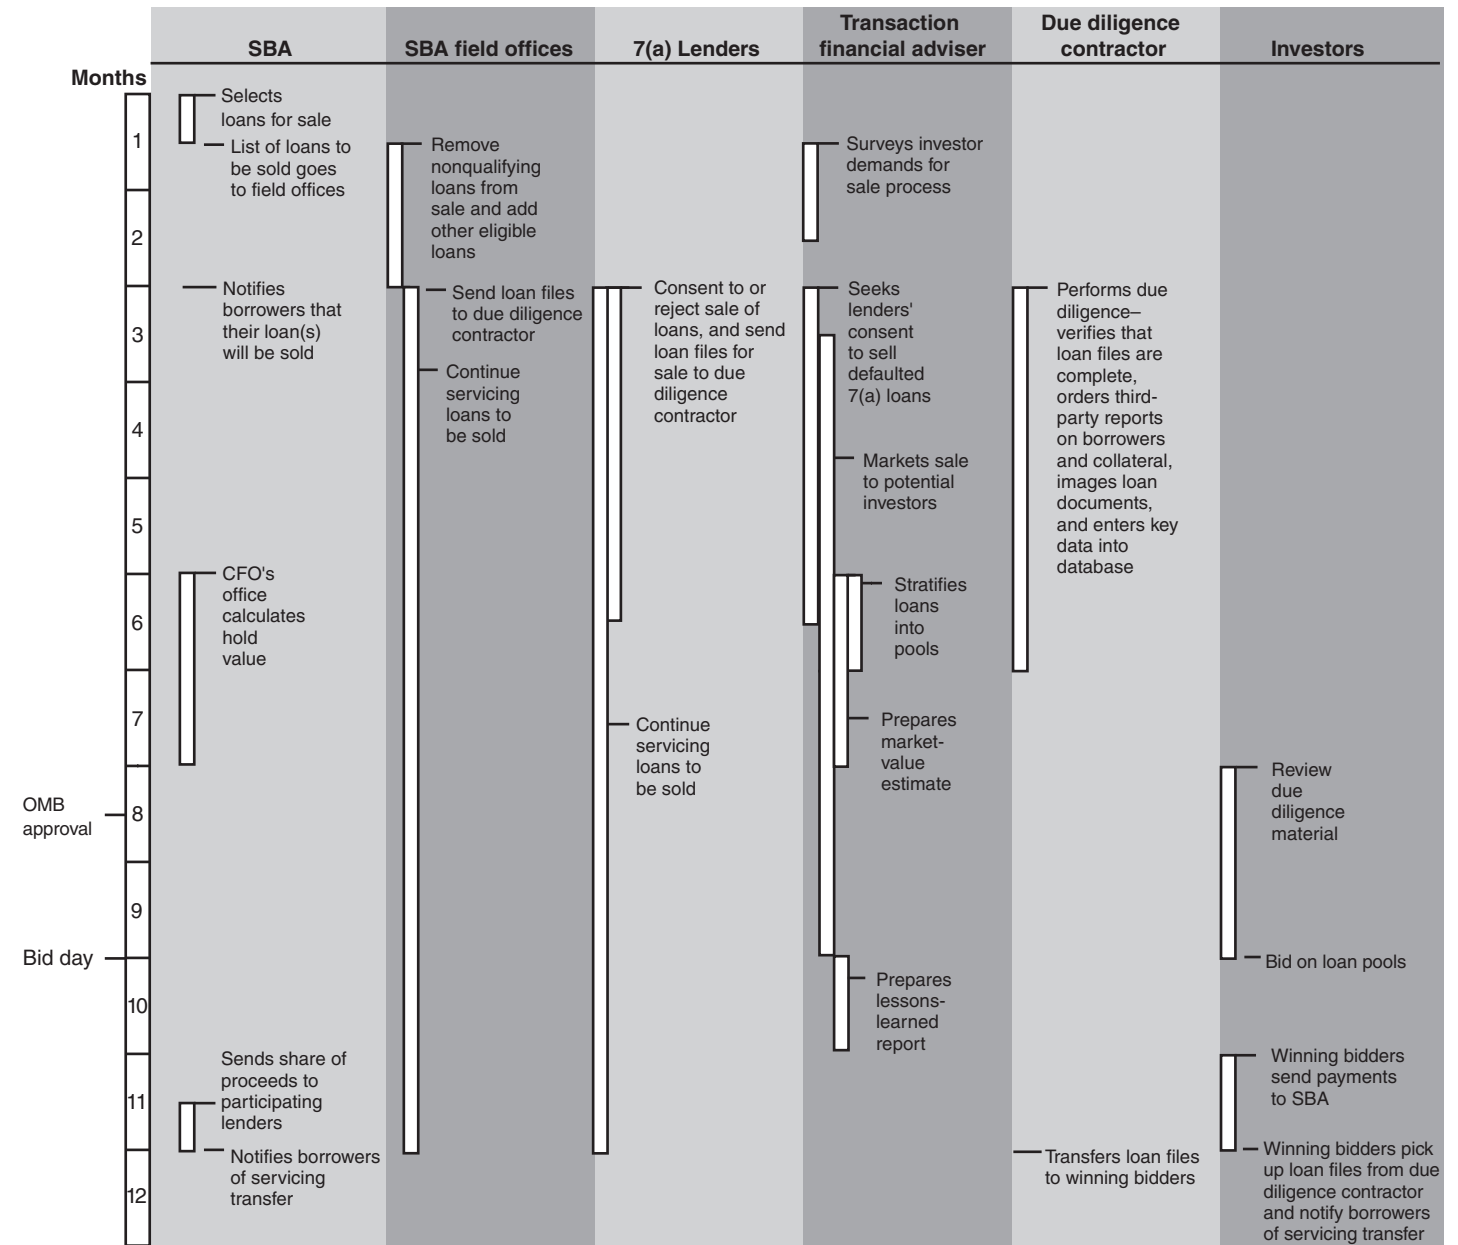 SBA
SBA field offices
7(a) Lenders
Transaction
financial adviser
Due diligence
contractor
Investors
Months
1
2
3
4
5
6
7
8
9
10
11
12
OMB
approval
Bid day
Selects
loans for sale
List of loans to
be sold goes
to field offices
Notifies
borrowers that
their loan(s)
will be sold
CFO's
office
calculates
hold
value
Sends share of
proceeds to
participating
lenders
Notifies borrowers
of servicing
transfer
Remove
nonqualifying
loans from
sale and add
other eligible
loans
Send loan files
to due diligence
contractor
Continue
servicing
loans to
be sold
Consent to or
reject sale of
loans, and send
loan files for
sale to due
diligence
contractor
Continue
servicing
loans to
be sold
Surveys investor
demands for
sale process
Seeks
lenders'
consent
to sell
defaulted
7(a) loans
Markets sale
to potential
investors
Stratifies
loans
into
pools
Prepares
market-
value
estimate
Prepares
lessons-
learned
report
Performs due
diligence–
verifies that
loan files are
complete,
orders third-
party reports
on borrowers
and collateral,
images loan
documents,
and enters key
data into
database
Transfers loan files
to winning bidders
Review
due
diligence
material
Bid on loan pools
Winning bidders
send payments
to SBA
Winning bidders pick
up loan files from due
diligence contractor
and notify borrowers
of servicing transfer